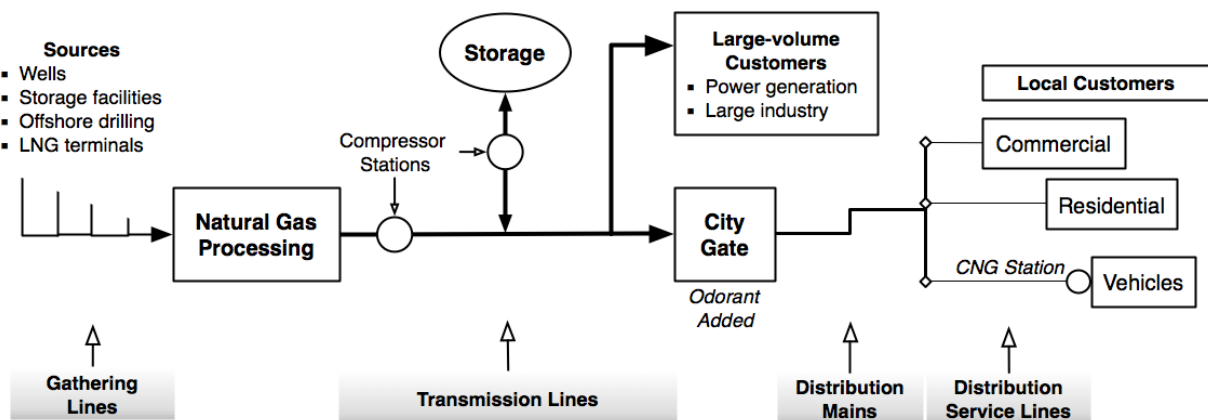 Sources
▪ Wells
▪ Storage facilities
▪ Offshore drilling
▪ LNG terminals
Natural Gas
Processing
Compressor
Stations
Storage
Large-volume
Customers
▪ Power generation
▪ Large industry
City
Gate
Odorant
Added
Local Customers
Commercial
Residential
CNG Station
Vehicles
Gathering
Lines
Transmission Lines
Distribution
Mains
Distribution
Service Lines